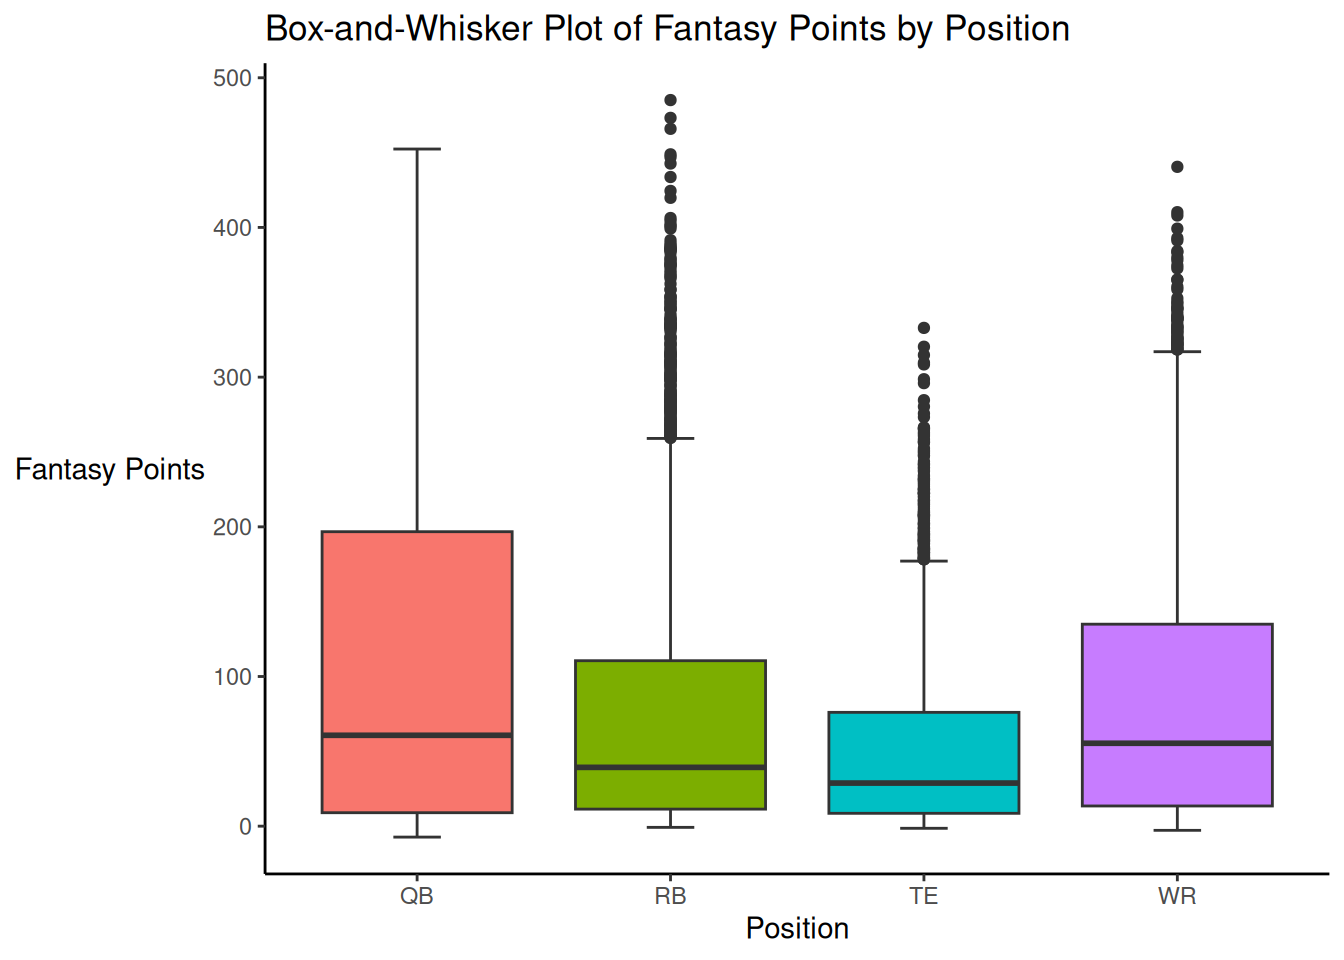 Box-and-Whisker Plot of Fantasy Points by Position
500
400
300
Fantasy Points
200
100
0
QB RB TE WR
Position